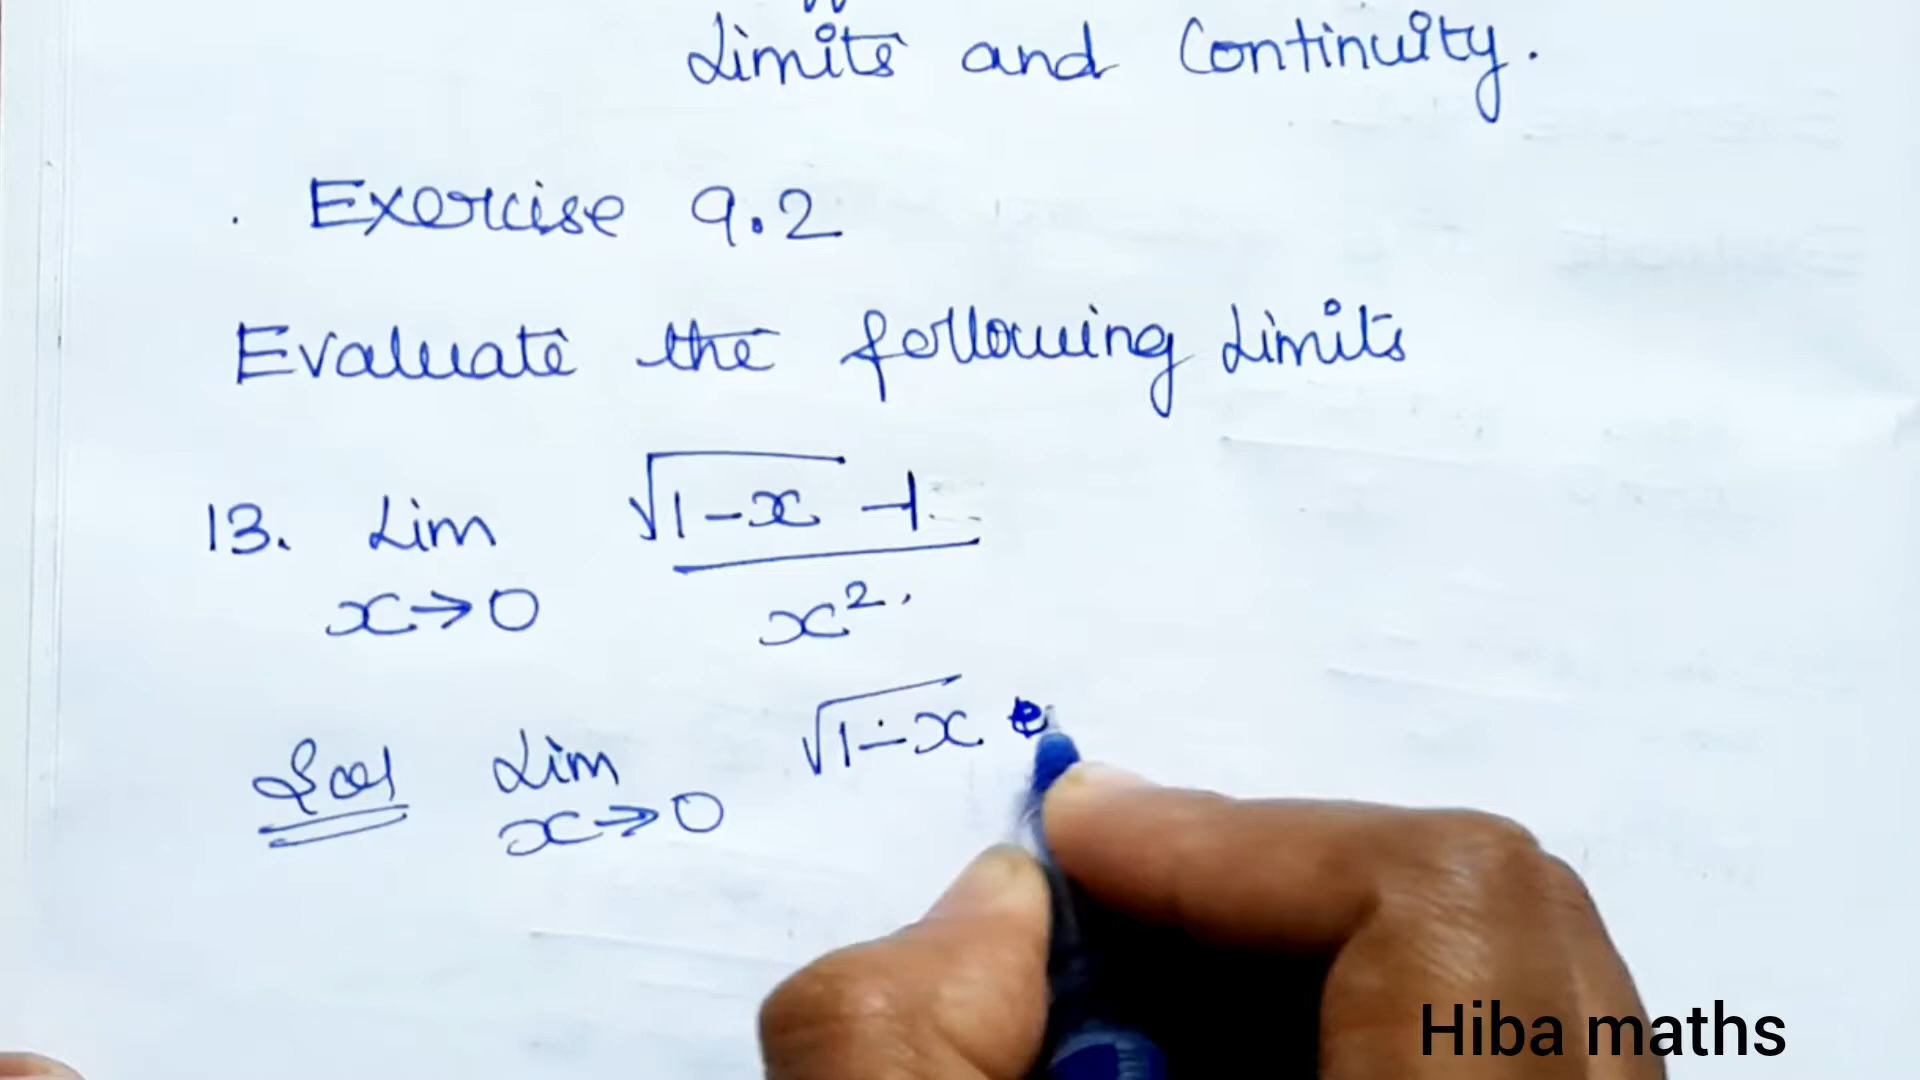 Limits and Continuity.
Exercise 9.2
Evaluate the following Limits
13. Lim x→0 √(1-x) -1 / x².
Sol Lim x→0 √(1-x)
Hiba maths